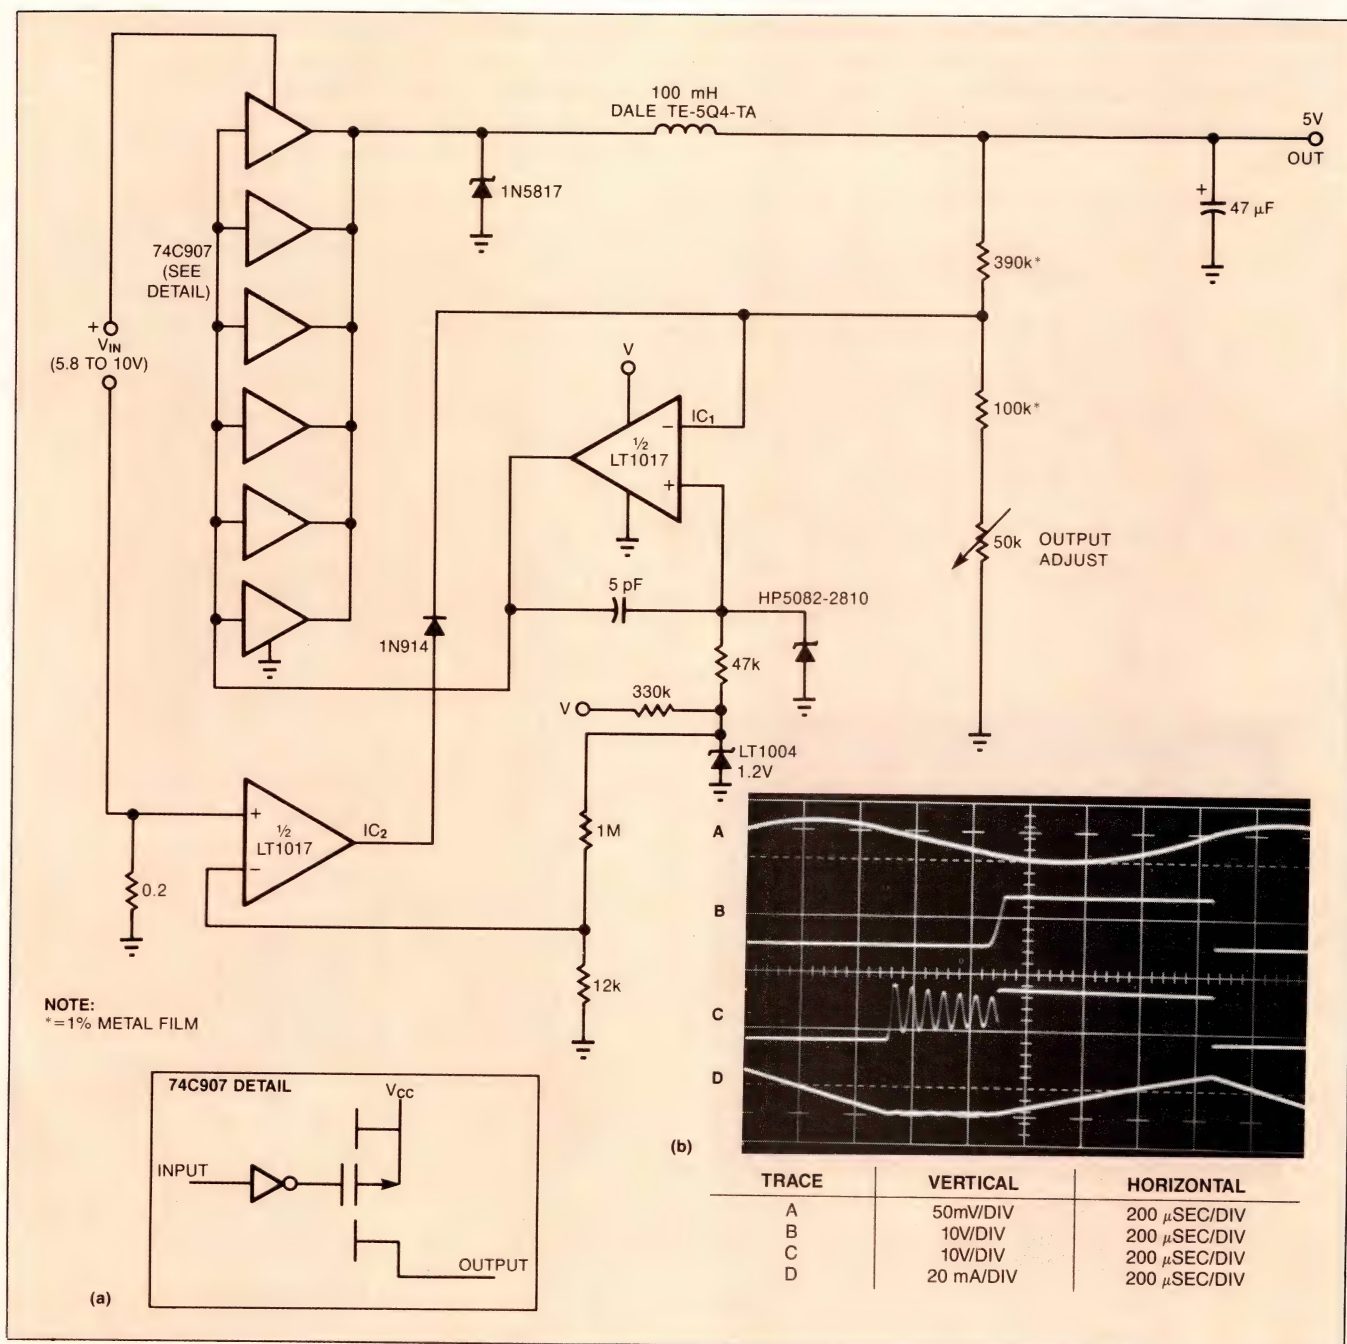 100 mH
DALE TE-5Q4-TA
5V
OUT
1N5817
+
47 µF
74C907
(SEE
DETAIL)
390k*
+
VIN
(5.8 TO 10V)
V
IC1
−
½
LT1017
+
100k*
50k
OUTPUT
ADJUST
5 pF
HP5082-2810
1N914
47k
330k
V
LT1004
1.2V
+
½
LT1017
−
IC2
1M
0.2
12k
NOTE:
*=1% METAL FILM
74C907 DETAIL
VCC
INPUT
OUTPUT
(a)
A
B
C
D
(b)
TRACE VERTICAL HORIZONTAL
A 50mV/DIV 200 µSEC/DIV
B 10V/DIV 200 µSEC/DIV
C 10V/DIV 200 µSEC/DIV
D 20 mA/DIV 200 µSEC/DIV